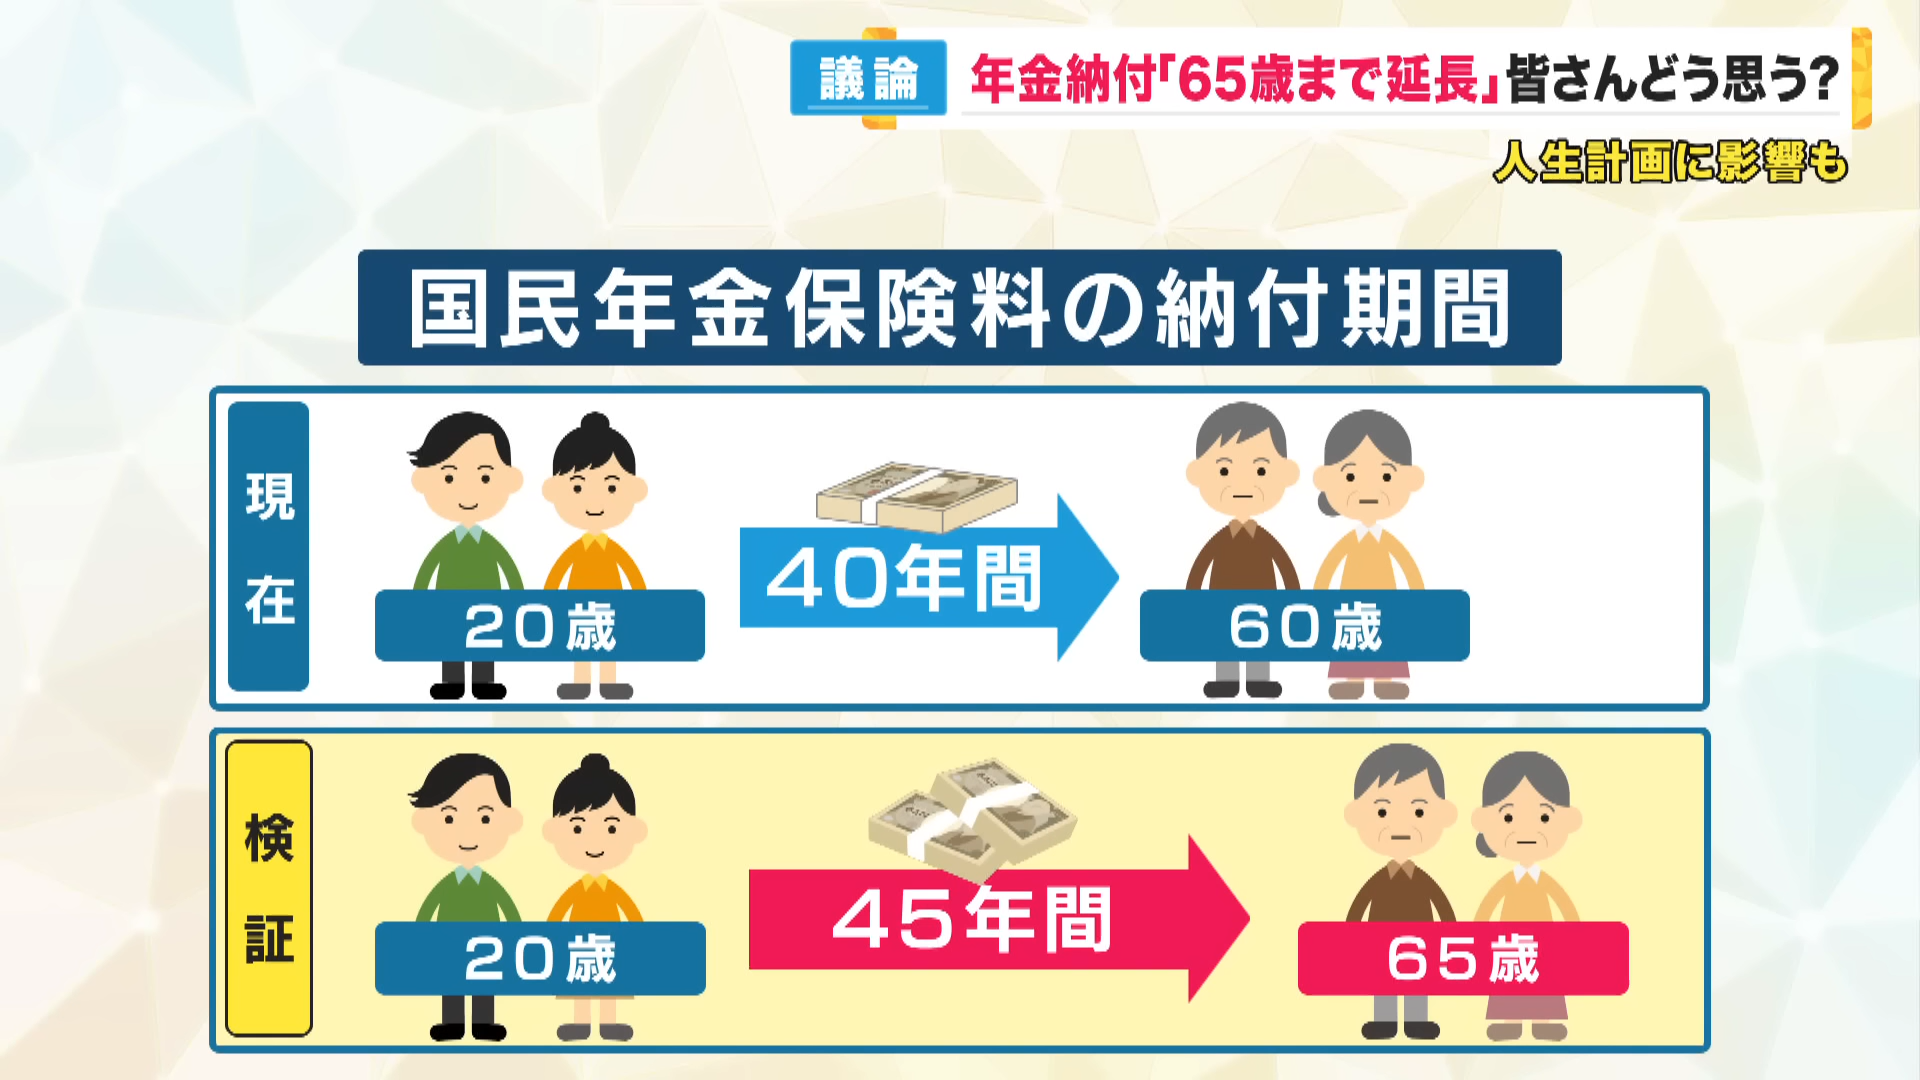 議論
年金納付「65歳まで延長」皆さんどう思う?
人生計画に影響も
国民年金保険料の納付期間
現在
20歳
40年間
60歳
検証
20歳
45年間
65歳